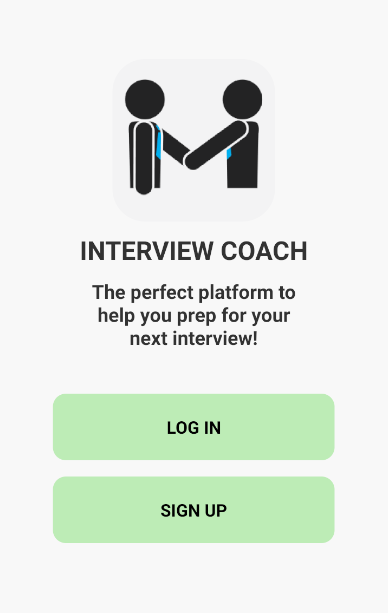 INTERVIEW COACH
The perfect platform to
help you prep for your
next interview!
LOG IN
SIGN UP